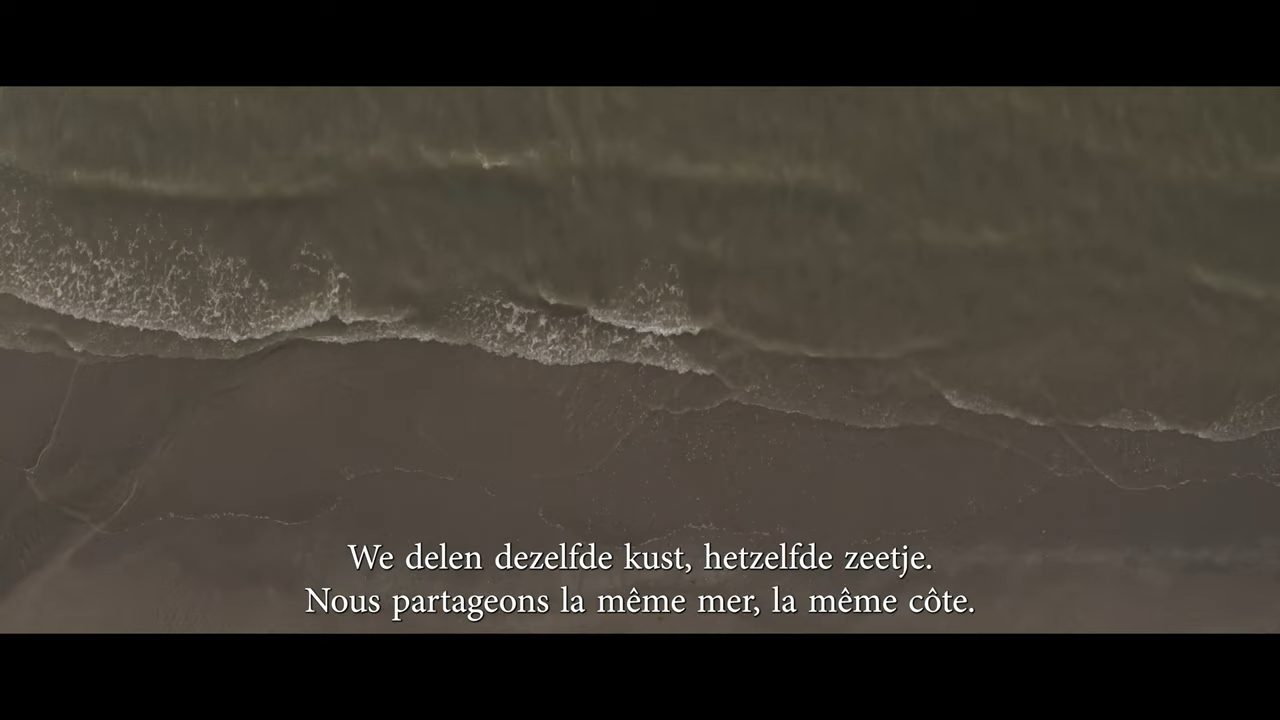 We delen dezelfde kust, hetzelfde zeetje.
Nous partageons la même mer, la même côte.